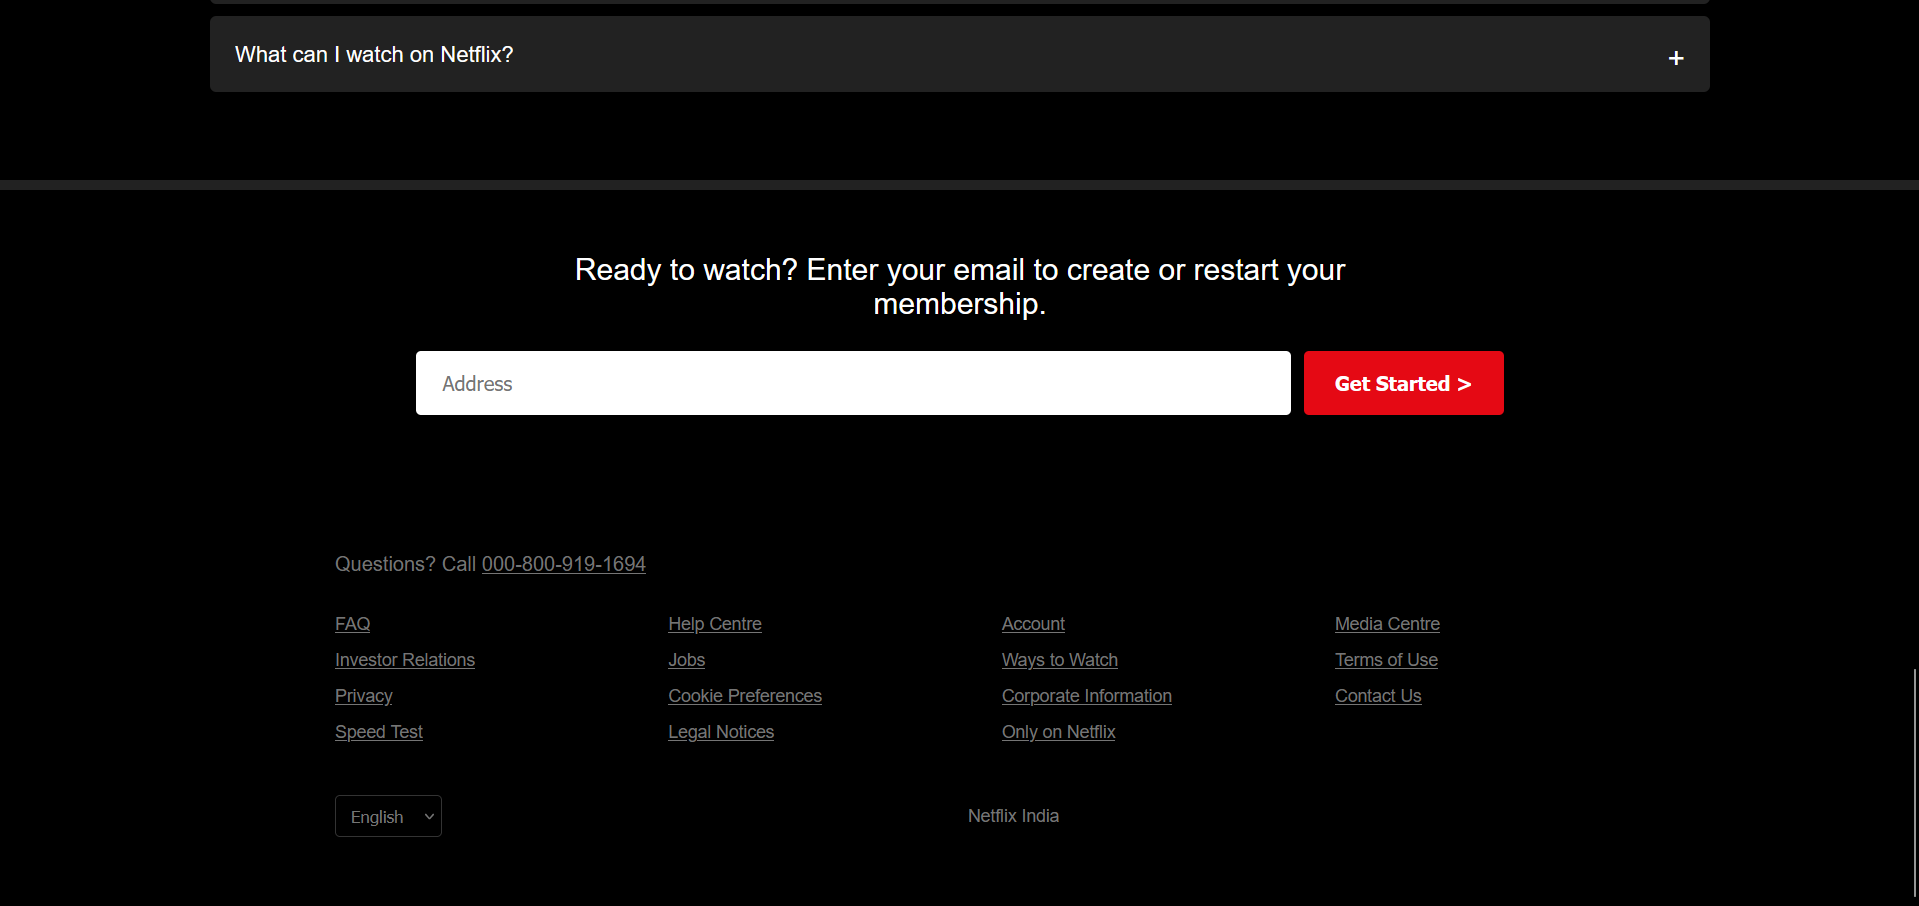 What can I watch on Netflix?
+
Ready to watch? Enter your email to create or restart your
membership.
Address
Get Started >
Questions? Call 000-800-919-1694
FAQ
Help Centre
Account
Media Centre
Investor Relations
Jobs
Ways to Watch
Terms of Use
Privacy
Cookie Preferences
Corporate Information
Contact Us
Speed Test
Legal Notices
Only on Netflix
English
Netflix India